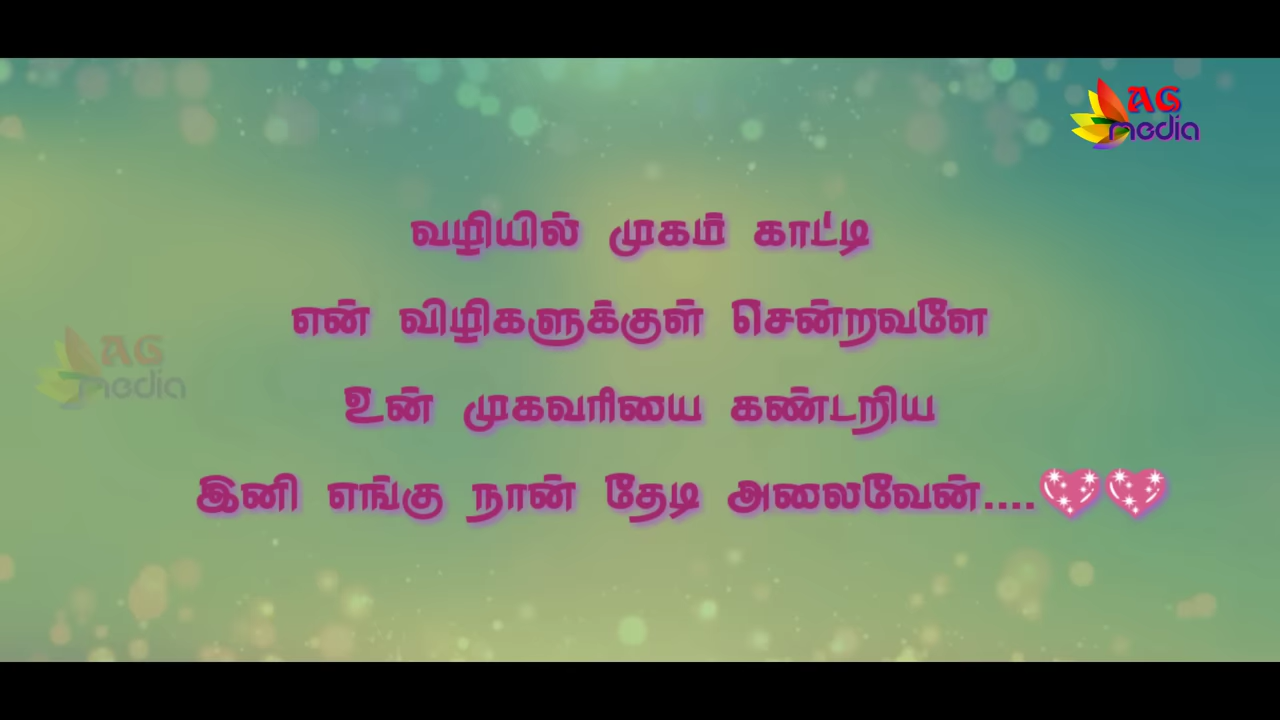 AG
media
வழியில் முகம் காட்டி
என் விழிகளுக்குள் சென்றவளே
AG
media
உன் முகவரியை கண்டறிய
இனி எங்கு நான் தேடி அலைவேன்....💖💖